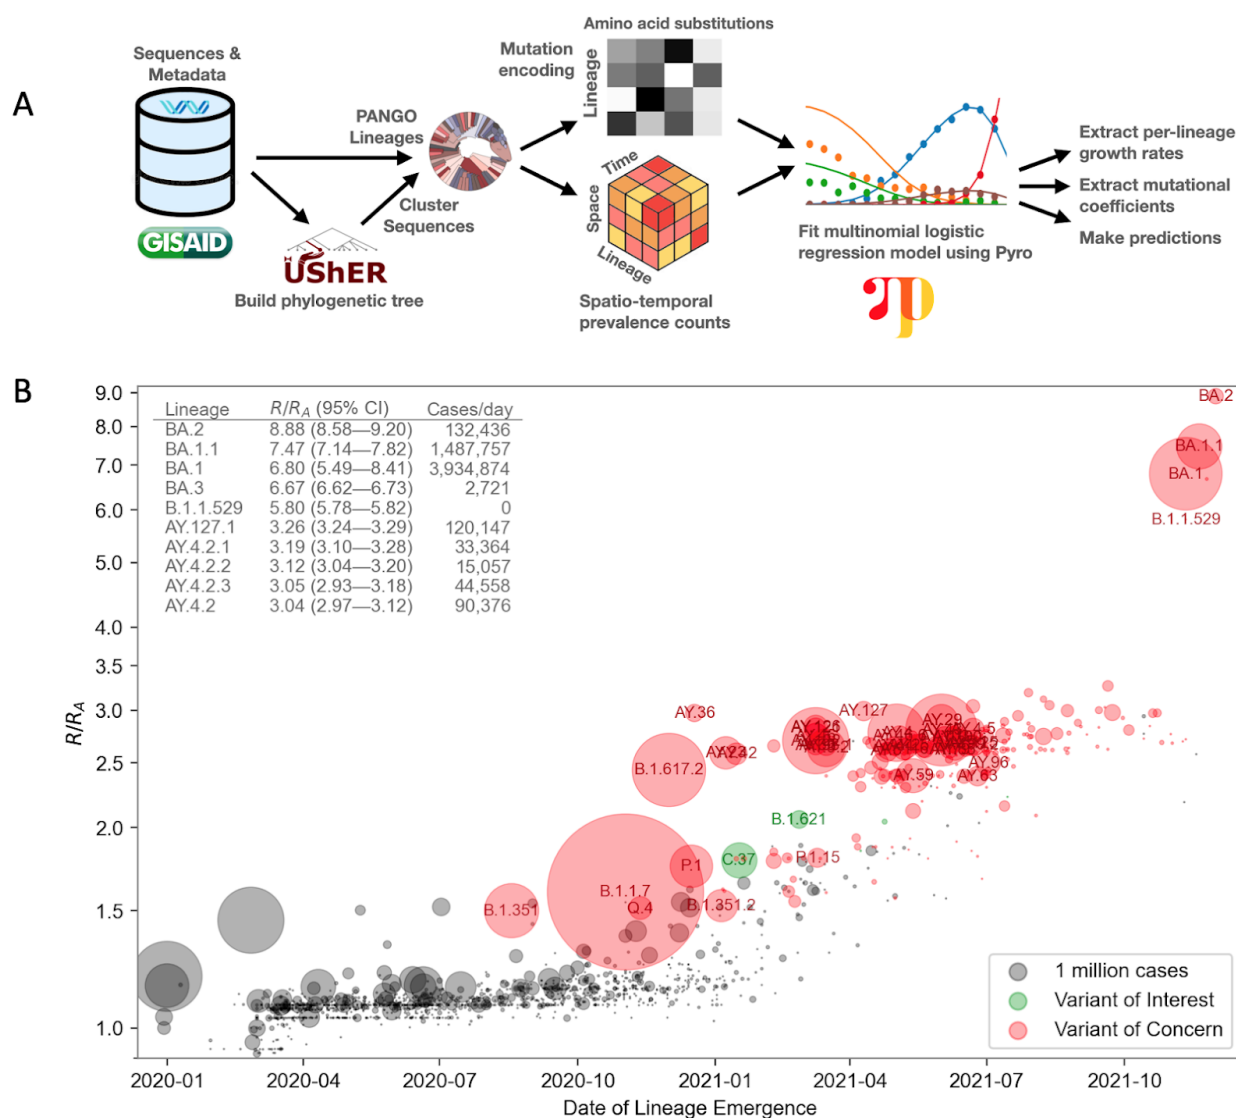 A
Sequences &
Metadata
GISAID
UShER
Build phylogenetic tree
PANGO
Lineages
Cluster
Sequences
Mutation
encoding
Amino acid substitutions
Lineage
Time
Space
Lineage
Spatio-temporal
prevalence counts
Fit multinomial logistic
regression model using Pyro
Extract per-lineage
growth rates
Extract mutational
coefficients
Make predictions
B
Lineage R/RA (95% CI) Cases/day
BA.2 8.88 (8.58—9.20) 132,436
BA.1.1 7.47 (7.14—7.82) 1,487,757
BA.1 6.80 (5.49—8.41) 3,934,874
BA.3 6.67 (6.62—6.73) 2,721
B.1.1.529 5.80 (5.78—5.82) 0
AY.127.1 3.26 (3.24—3.29) 120,147
AY.4.2.1 3.19 (3.10—3.28) 33,364
AY.4.2.2 3.12 (3.04—3.20) 15,057
AY.4.2.3 3.05 (2.93—3.18) 44,558
AY.4.2 3.04 (2.97—3.12) 90,376
BA.2
BA.1.1
BA.1
B.1.1.529
AY.36
AY.127
AY.126
AY.29
B.1.617.2
AY.59
AY.96
AY.63
B.1.621
P.1
C.37
P.1.15
B.1.1.7
Q.4
B.1.351
B.1.351.2
9.0
8.0
7.0
6.0
5.0
4.0
3.5
3.0
2.5
2.0
1.5
1.0
R/RA
1 million cases
Variant of Interest
Variant of Concern
2020-01 2020-04 2020-07 2020-10 2021-01 2021-04 2021-07 2021-10
Date of Lineage Emergence